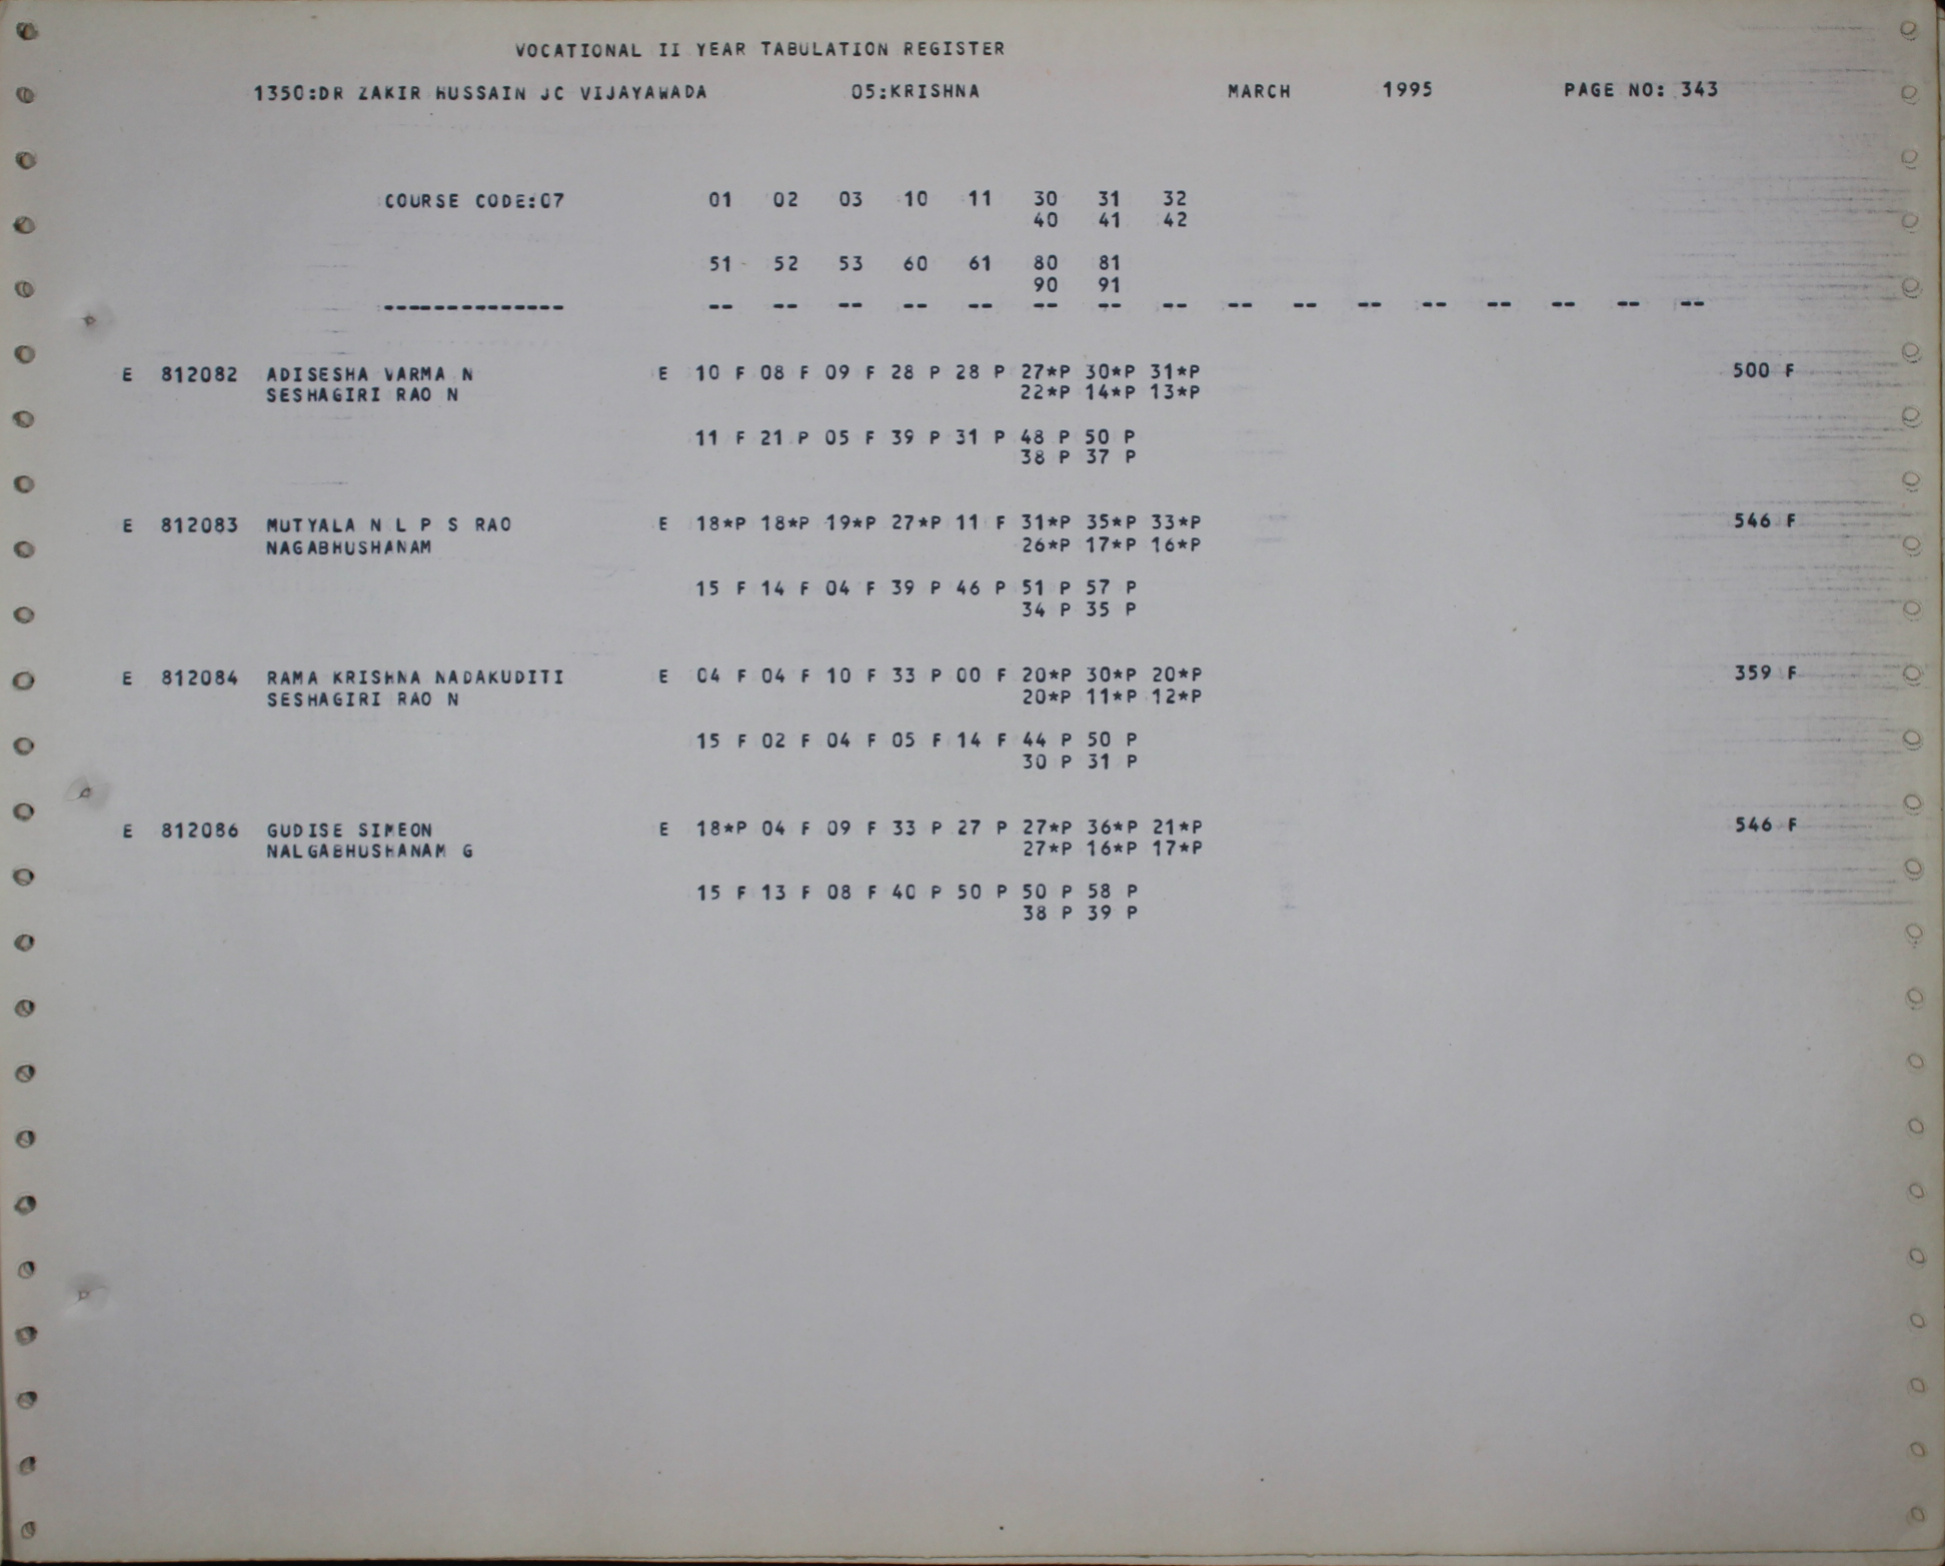 VOCATIONAL II YEAR TABULATION REGISTER
1350:DR ZAKIR HUSSAIN JC VIJAYAWADA 05:KRISHNA MARCH 1995 PAGE NO: 343
COURSE CODE:07 01 02 03 10 11 30 31 32
40 41 42
51 52 53 60 61 80 81
90 91
-------------- -- -- -- -- -- -- -- -- -- -- -- -- -- -- -- --
E 812082 ADISESHA VARMA N E 10 F 08 F 09 F 28 P 28 P 27*P 30*P 31*P 500 F
SESHAGIRI RAO N 22*P 14*P 13*P
11 F 21 P 05 F 39 P 31 P 48 P 50 P
38 P 37 P
E 812083 MUTYALA N L P S RAO E 18*P 18*P 19*P 27*P 11 F 31*P 35*P 33*P 546 F
NAGABHUSHANAM 26*P 17*P 16*P
15 F 14 F 04 F 39 P 46 P 51 P 57 P
34 P 35 P
E 812084 RAMA KRISHNA NADAKUDITI E 04 F 04 F 10 F 33 P 00 F 20*P 30*P 20*P 359 F
SESHAGIRI RAO N 20*P 11*P 12*P
15 F 02 F 04 F 05 F 14 F 44 P 50 P
30 P 31 P
E 812086 GUDISE SIMEON E 18*P 04 F 09 F 33 P 27 P 27*P 36*P 21*P 546 F
NALGABHUSHANAM G 27*P 16*P 17*P
15 F 13 F 08 F 40 P 50 P 50 P 58 P
38 P 39 P